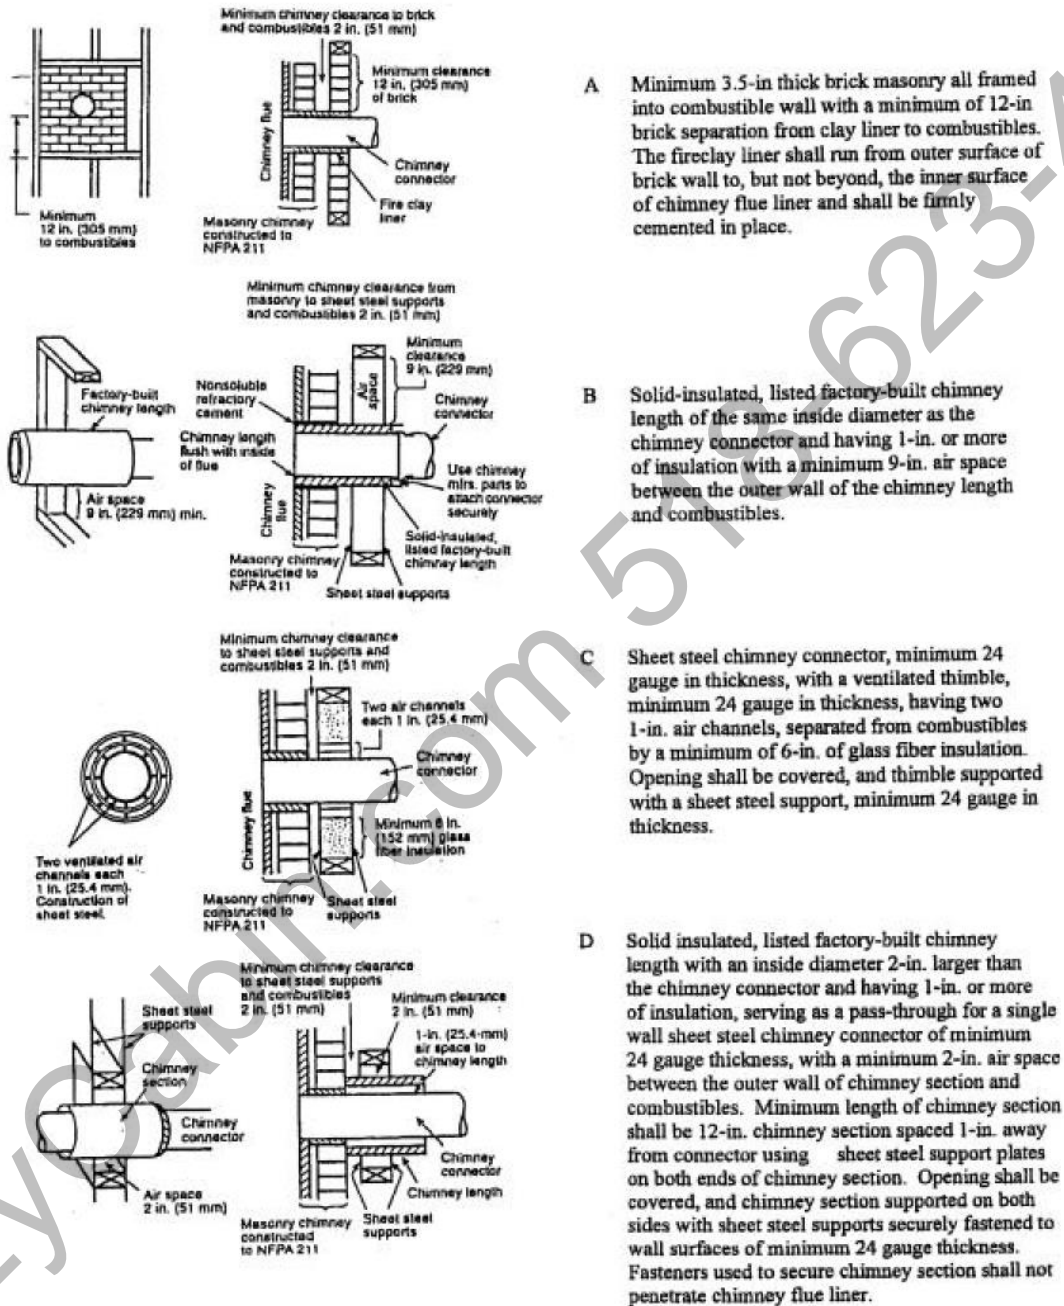 Minimum chimney clearance to brick
and combustibles 2 in. (51 mm)
Minimum clearance
12 in. (305 mm)
of brick
Chimney flue
Chimney
connector
Fire clay
liner
Masonry chimney
constructed to
NFPA 211
Minimum
12 in. (305 mm)
to combustibles
A Minimum 3.5-in thick brick masonry all framed
into combustible wall with a minimum of 12-in
brick separation from clay liner to combustibles.
The fireclay liner shall run from outer surface of
brick wall to, but not beyond, the inner surface
of chimney flue liner and shall be firmly
cemented in place.
Minimum chimney clearance from
masonry to sheet steel supports
and combustibles 2 in. (51 mm)
Minimum
clearance
9 in. (229 mm)
Air
space
Factory-built
chimney length
Nonsoluble
refractory
cement
Chimney
connector
Chimney length
flush with inside
of flue
Use chimney
mfrs. parts to
attach connector
securely
Air space
9 in. (229 mm) min.
Chimney
flue
Solid-insulated,
listed factory-built
chimney length
Masonry chimney
constructed to
NFPA 211
Sheet steel supports
B Solid-insulated, listed factory-built chimney
length of the same inside diameter as the
chimney connector and having 1-in. or more
of insulation with a minimum 9-in. air space
between the outer wall of the chimney length
and combustibles.
Minimum chimney clearance
to sheet steel supports and
combustibles 2 in. (51 mm)
Two air channels
each 1 in. (25.4 mm)
Chimney
connector
Chimney flue
Minimum 6 in.
(152 mm) glass
fiber insulation
Two ventilated air
channels each
1 in. (25.4 mm).
Construction of
sheet steel.
Masonry chimney
constructed to
NFPA 211
Sheet steel
supports
C Sheet steel chimney connector, minimum 24
gauge in thickness, with a ventilated thimble,
minimum 24 gauge in thickness, having two
1-in. air channels, separated from combustibles
by a minimum of 6-in. of glass fiber insulation.
Opening shall be covered, and thimble supported
with a sheet steel support, minimum 24 gauge in
thickness.
Minimum chimney clearance
to sheet steel supports
and combustibles
2 in. (51 mm)
Minimum clearance
2 in. (51 mm)
1-in. (25.4-mm)
air space to
chimney length
Sheet steel
supports
Chimney
section
Chimney
connector
Air space
2 in. (51 mm)
Chimney
connector
Chimney length
Masonry chimney
constructed
to NFPA 211
Sheet steel
supports
D Solid insulated, listed factory-built chimney
length with an inside diameter 2-in. larger than
the chimney connector and having 1-in. or more
of insulation, serving as a pass-through for a single
wall sheet steel chimney connector of minimum
24 gauge thickness, with a minimum 2-in. air space
between the outer wall of chimney section and
combustibles. Minimum length of chimney section
shall be 12-in. chimney section spaced 1-in. away
from connector using sheet steel support plates
on both ends of chimney section. Opening shall be
covered, and chimney section supported on both
sides with sheet steel supports securely fastened to
wall surfaces of minimum 24 gauge thickness.
Fasteners used to secure chimney section shall not
penetrate chimney flue liner.
yCabin.com 518-623-4